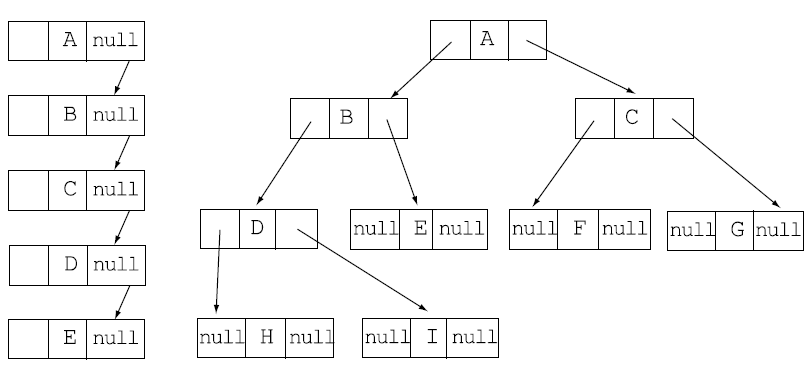 A null
B null
C null
D null
E null
A
B
C
D
null E null
null F null
null G null
null H null
null I null